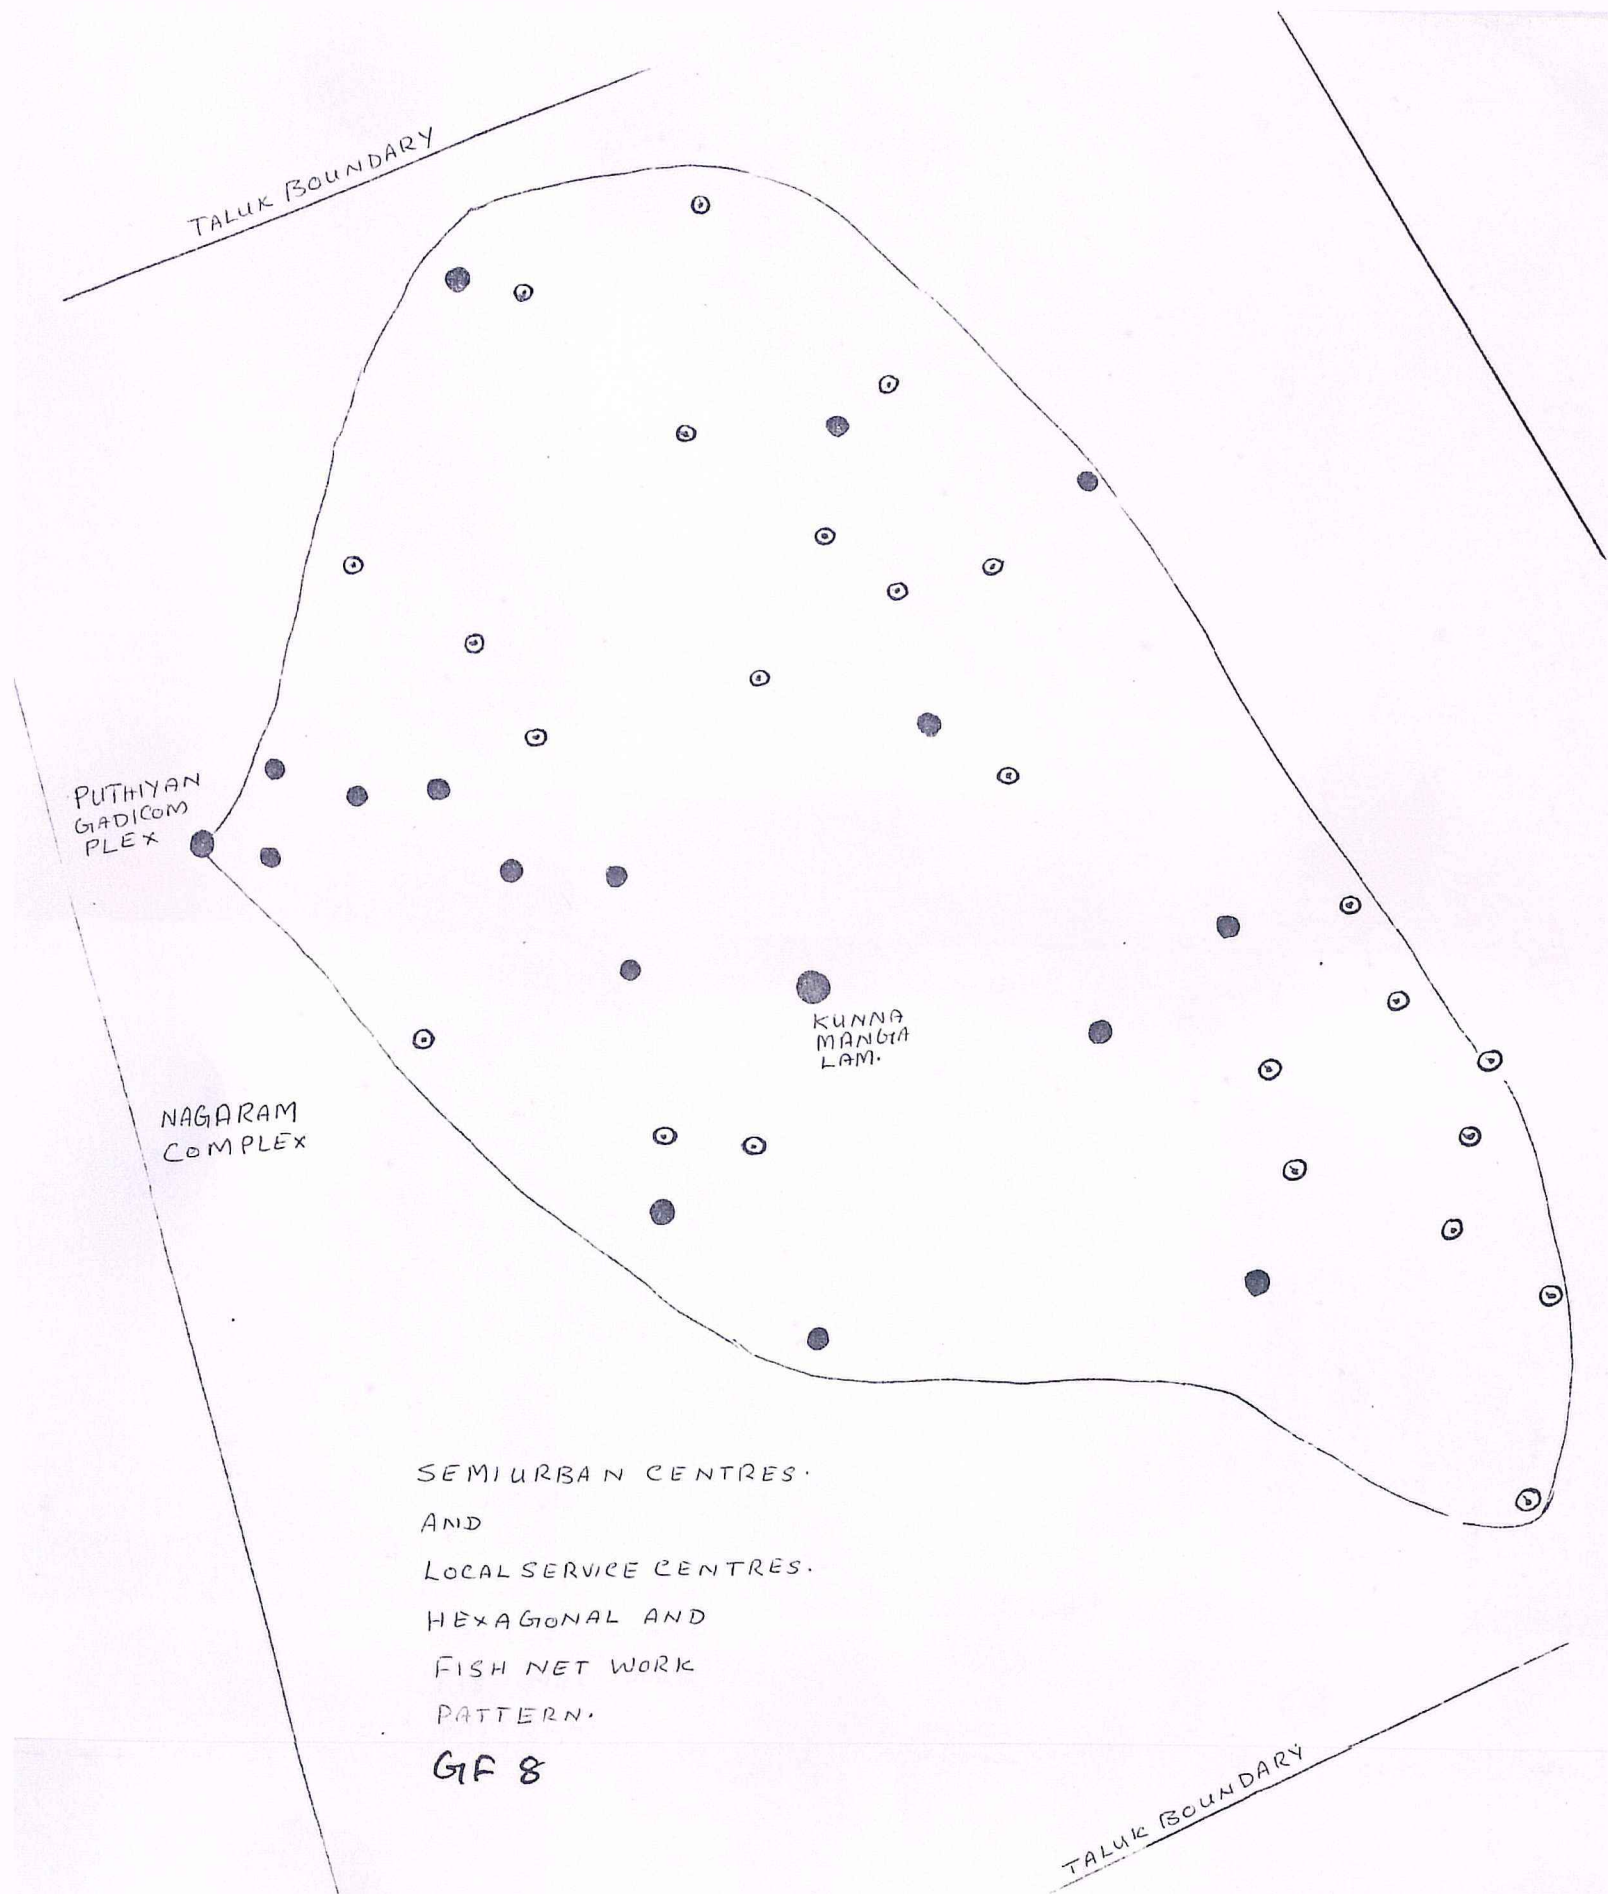 TALUK BOUNDARY
PUTHIYAN
GADICOM
PLEX
KUNNA
MANGA
LAM.
NAGARAM
COMPLEX
SEMIURBAN CENTRES.
AND
LOCAL SERVICE CENTRES.
HEXAGONAL AND
FISH NET WORK
PATTERN.
GF 8
TALUK BOUNDARY